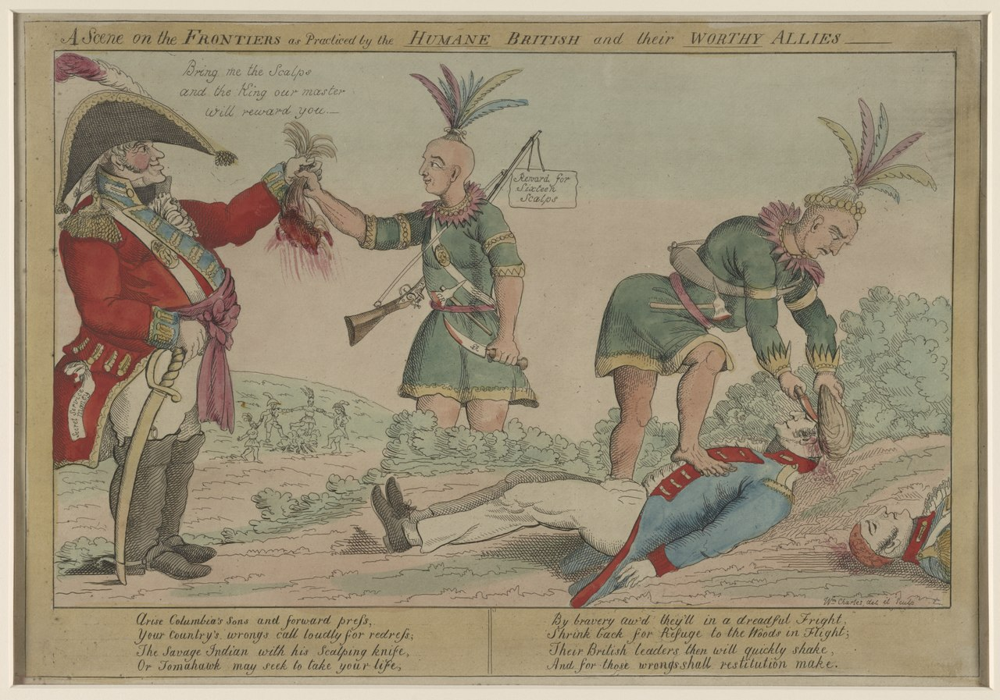 A Scene on the FRONTIERS as Practiced by the HUMANE BRITISH and their WORTHY ALLIES
Bring me the Scalps
and the King our master
will reward you.
Reward for
Sixteen
Scalps
Secret Service
Money
Wm Charles del et Sculp
Arise Columbia's Sons and forward preſs,
Your Country's wrongs call loudly for redreſs;
The Savage Indian with his Scalping knife,
Or Tomahawk may seek to take your life,
By bravery aw'd they'll in a dreadful Fright,
Shrink back for Refuge to the Woods in Flight;
Their British leaders then will quickly shake,
And for those wrongs shall restitution make.